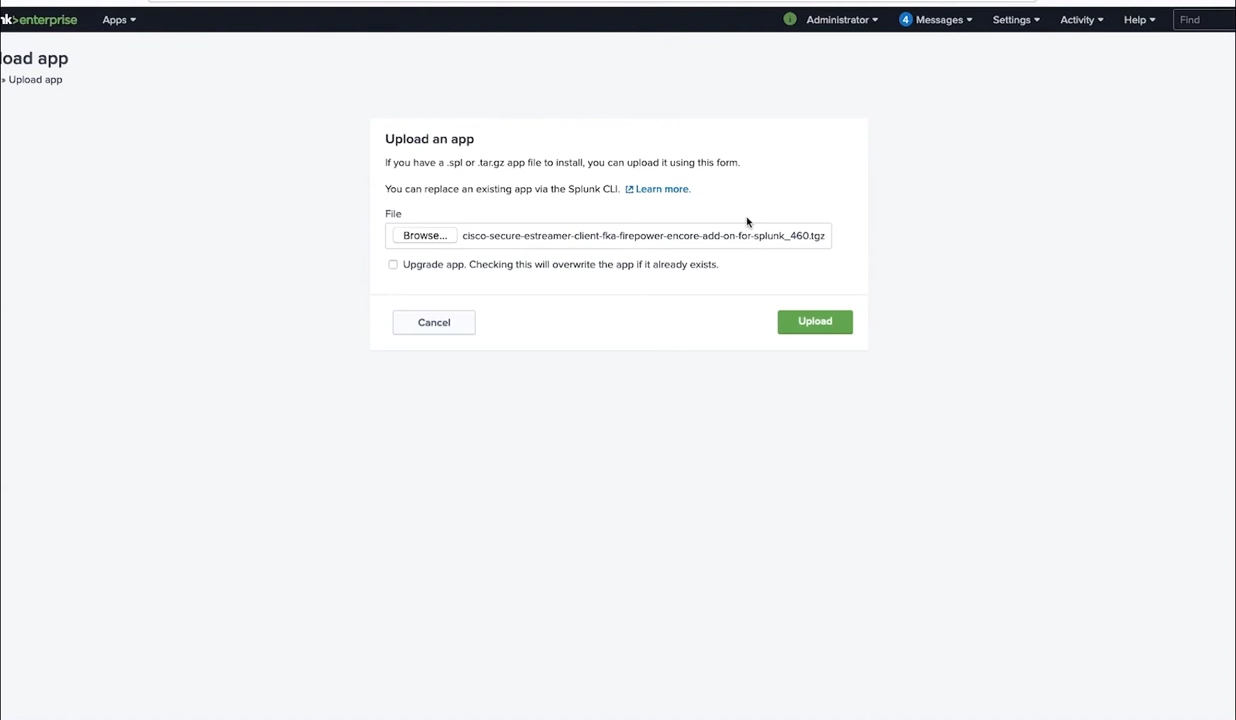 nk>enterprise Apps Administrator 4 Messages Settings Activity Help Find
load app
» Upload app
Upload an app
If you have a .spl or .tar.gz app file to install, you can upload it using this form.
You can replace an existing app via the Splunk CLI. Learn more.
File
Browse... cisco-secure-estreamer-client-fka-firepower-encore-add-on-for-splunk_460.tgz
Upgrade app. Checking this will overwrite the app if it already exists.
Cancel Upload